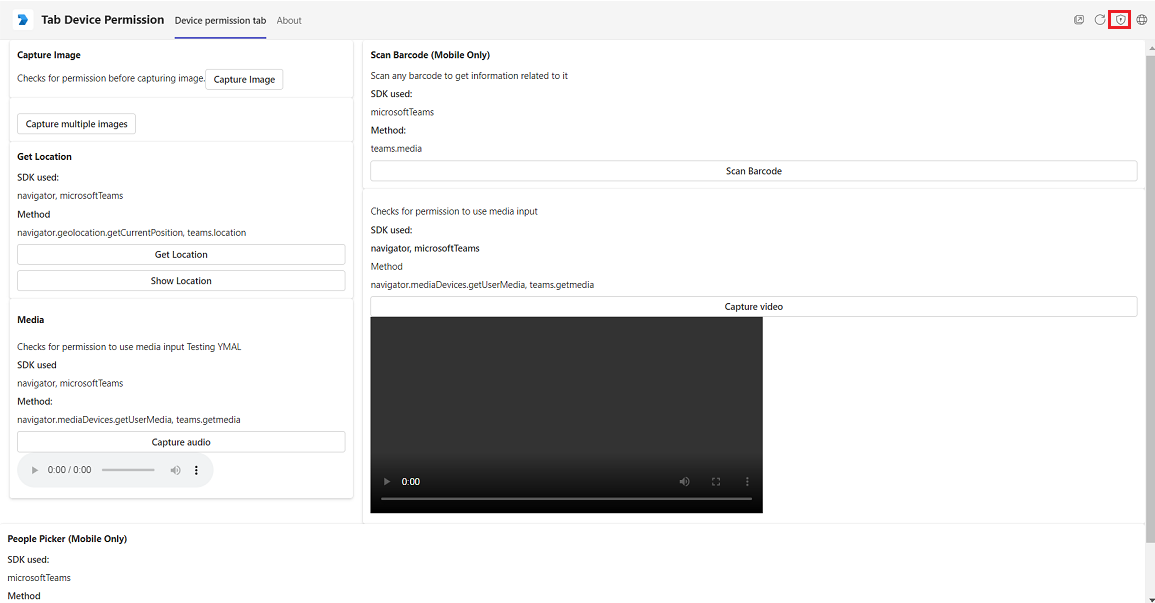 Tab Device Permission
Device permission tab
About
Capture Image
Checks for permission before capturing image.
Capture Image
Capture multiple images
Get Location
SDK used:
navigator, microsoftTeams
Method
navigator.geolocation.getCurrentPosition, teams.location
Get Location
Show Location
Media
Checks for permission to use media input Testing YMAL
SDK used
navigator, microsoftTeams
Method:
navigator.mediaDevices.getUserMedia, teams.getmedia
Capture audio
0:00 / 0:00
Scan Barcode (Mobile Only)
Scan any barcode to get information related to it
SDK used:
microsoftTeams
Method:
teams.media
Scan Barcode
Checks for permission to use media input
SDK used:
navigator, microsoftTeams
Method
navigator.mediaDevices.getUserMedia, teams.getmedia
Capture video
0:00
People Picker (Mobile Only)
SDK used:
microsoftTeams
Method